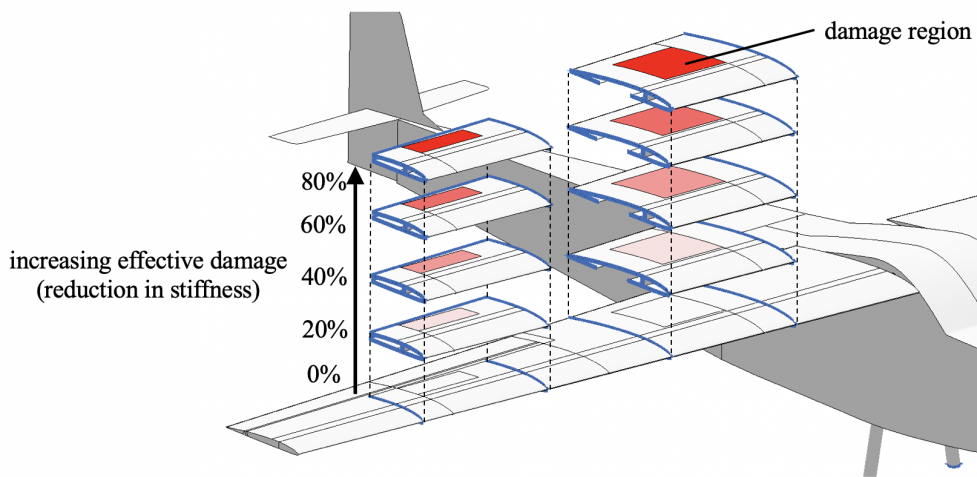 damage region
80%
60%
increasing effective damage
(reduction in stiffness)
40%
20%
0%